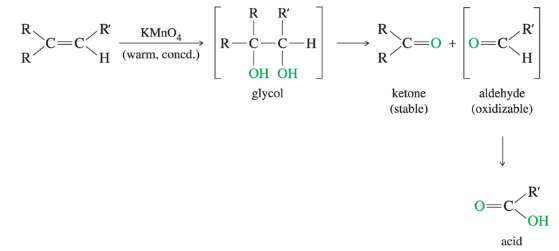 R R' C=C R H
KMnO4
(warm, concd.)
R R'
R—C—C—H
OH OH
glycol
R C=O R
+
O=C R' H
ketone
(stable)
aldehyde
(oxidizable)
O=C R' OH
acid